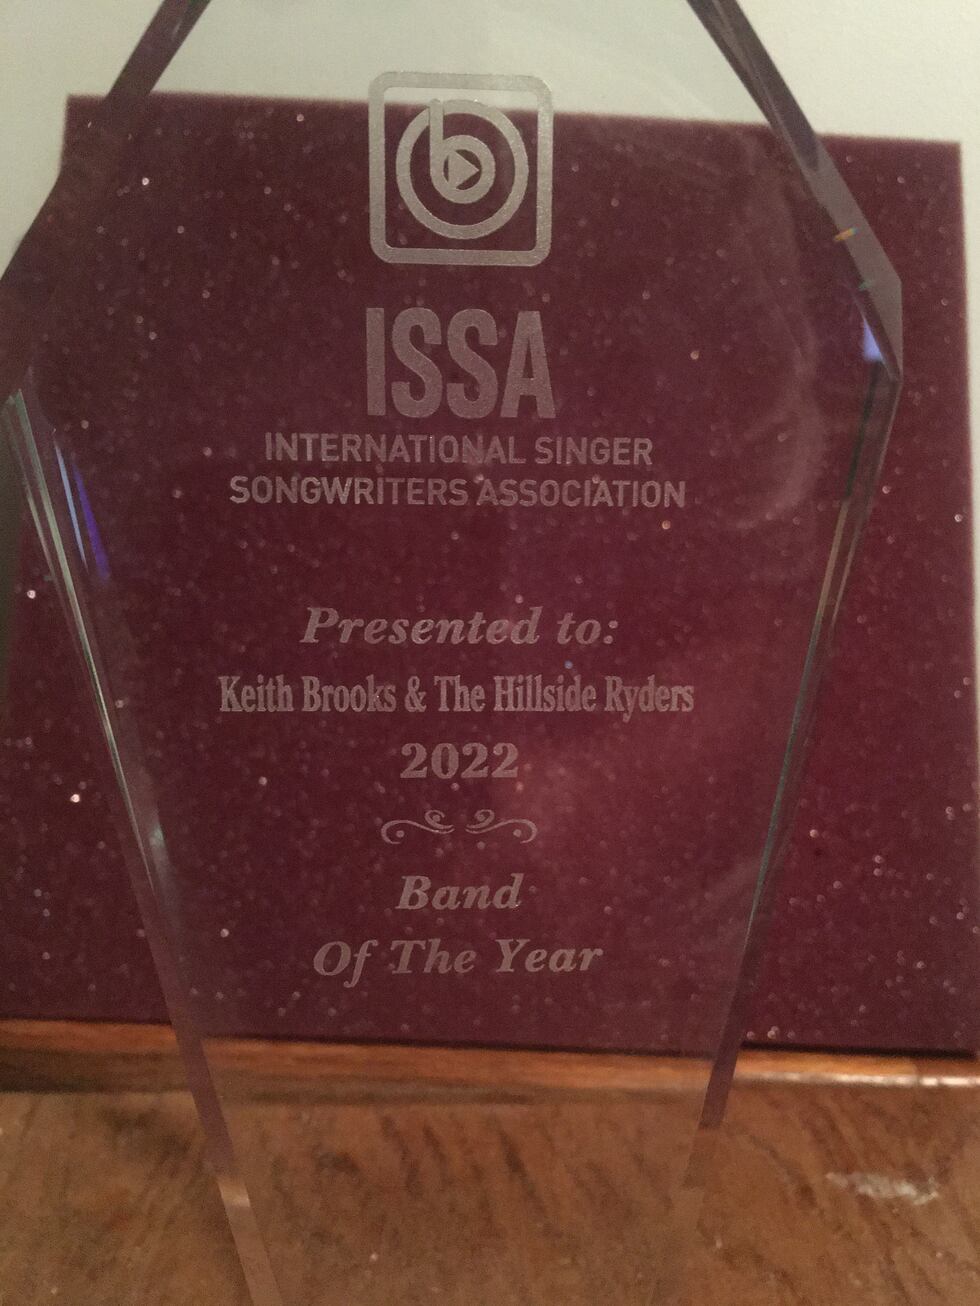 b
ISSA
INTERNATIONAL SINGER
SONGWRITERS ASSOCIATION
Presented to:
Keith Brooks & The Hillside Ryders
2022
Band
Of The Year